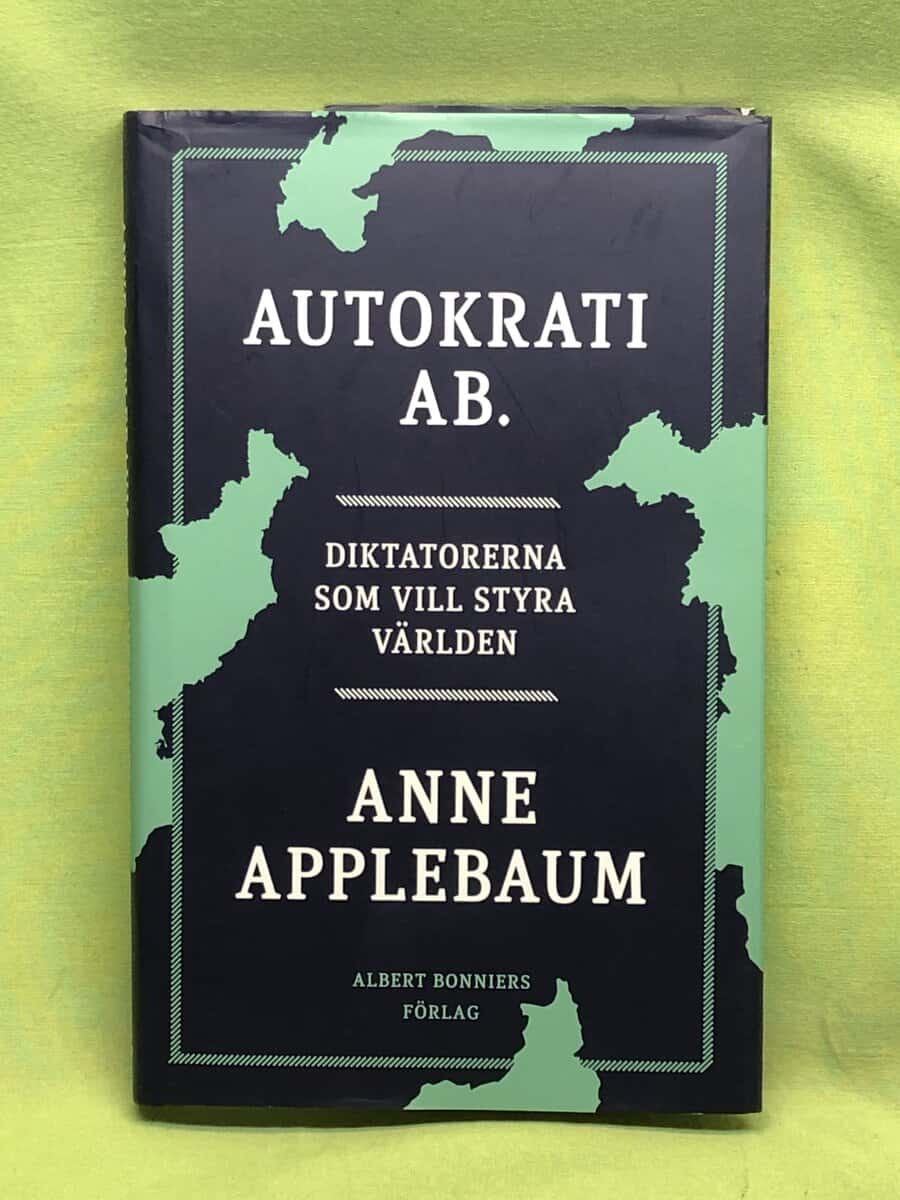 AUTOKRATI
AB.
DIKTATORERNA
SOM VILL STYRA
VÄRLDEN
ANNE
APPLEBAUM
ALBERT BONNIERS
FÖRLAG